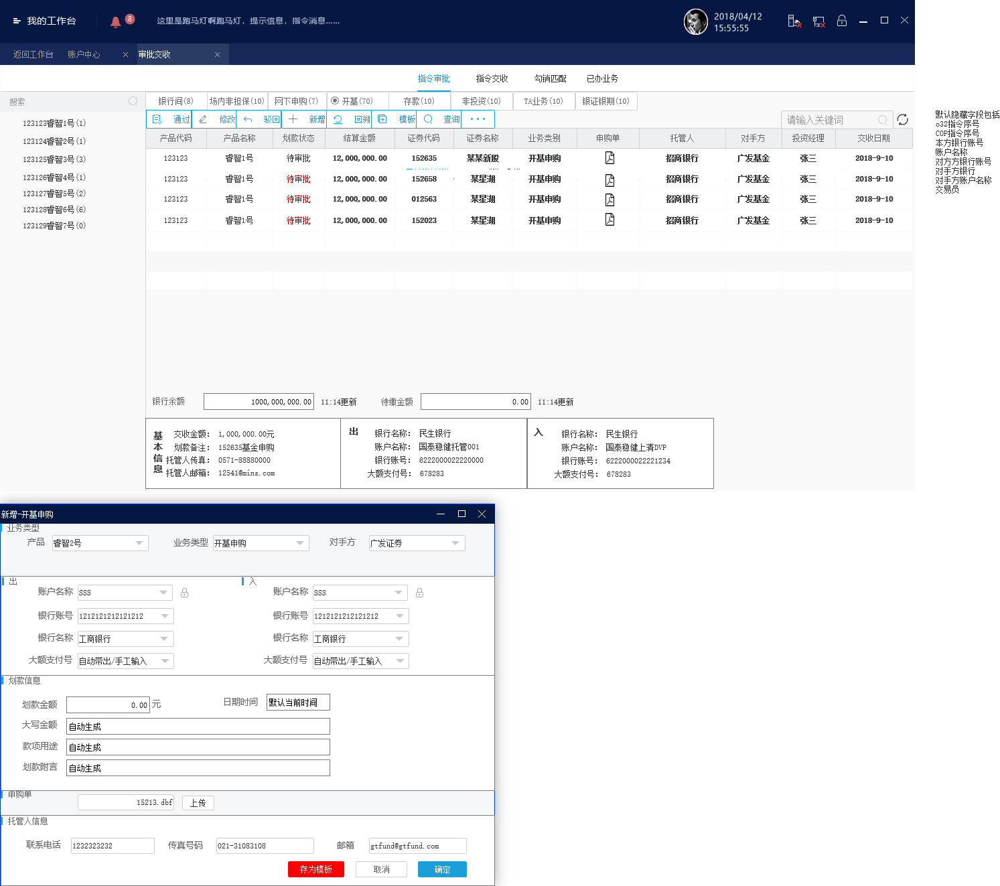 我的工作台
8
这里是跑马灯啊跑马灯，提示信息，指令消息……
2018/04/12
15:55:55
返回工作台 账户中心 审批交收
指令审批 指令交收 勾销匹配 已办业务
搜索
银行间(8) 场内非担保(10) 网下申购(7) 开基(70) 存款(10) 非投资(10) TA业务(10) 银证银期(10)
通过 修改 驳回 新增 回溯 模板 查询 ···
请输入关键词
123123睿智1号(1)
123124睿智2号(1)
123125睿智3号(3)
123126睿智4号(1)
123127睿智5号(2)
123128睿智6号(6)
123129睿智7号(0)
产品代码 产品名称 划款状态 结算金额 证券代码 证券名称 业务类别 申购单 托管人 对手方 投资经理 交收日期
123123 睿智1号 待审批 12,000,000.00 152635 某某新股 开基申购 招商银行 广发基金 张三 2018-9-10
123123 睿智1号 待审批 12,000,000.00 152658 某星湖 开基申购 招商银行 广发基金 张三 2018-9-10
123123 睿智1号 待审批 12,000,000.00 012563 某星湖 开基申购 招商银行 广发基金 张三 2018-9-10
123123 睿智1号 待审批 12,000,000.00 152023 某星湖 开基申购 招商银行 广发基金 张三 2018-9-10
默认隐藏字段包括
o32指令序号
COP指令序号
本方银行账号
账户名称
对方方银行账号
对手方银行
对手方账户名称
交易员
银行余额 1000,000,000.00 11:14更新 待缴金额 0.00 11:14更新
基本信息
交收金额： 1,000,000.00元
划款备注： 152635基金申购
托管人传真： 0571-88880000
托管人邮箱： 12541@mins.com
出
银行名称： 民生银行
账户名称： 国泰稳健托管001
银行账号： 6222000022220000
大额支付号： 678283
入
银行名称： 民生银行
账户名称： 国泰稳健上清DVP
银行账号： 6222000022221234
大额支付号： 678283
新增-开基申购
业务类型
产品 睿智2号 业务类型 开基申购 对手方 广发证券
出 入
账户名称 SSS 账户名称 SSS
银行账号 1212121212121212 银行账号 1212121212121212
银行名称 工商银行 银行名称 工商银行
大额支付号 自动带出/手工输入 大额支付号 自动带出/手工输入
划款信息
划款金额 0.00 元 日期时间 默认当前时间
大写金额 自动生成
款项用途 自动生成
划款附言 自动生成
申购单
15213.dbf 上传
托管人信息
联系电话 1232323232 传真号码 021-31083108 邮箱 gtfund@gtfund.com
存为模板 取消 确定